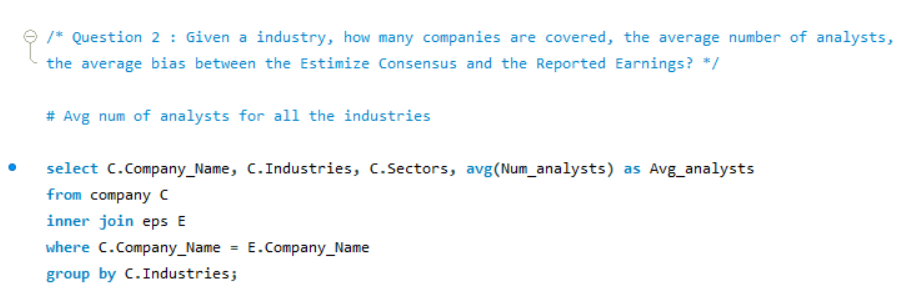 /* Question 2 : Given a industry, how many companies are covered, the average number of analysts,
the average bias between the Estimize Consensus and the Reported Earnings? */
# Avg num of analysts for all the industries
select C.Company_Name, C.Industries, C.Sectors, avg(Num_analysts) as Avg_analysts
from company C
inner join eps E
where C.Company_Name = E.Company_Name
group by C.Industries;